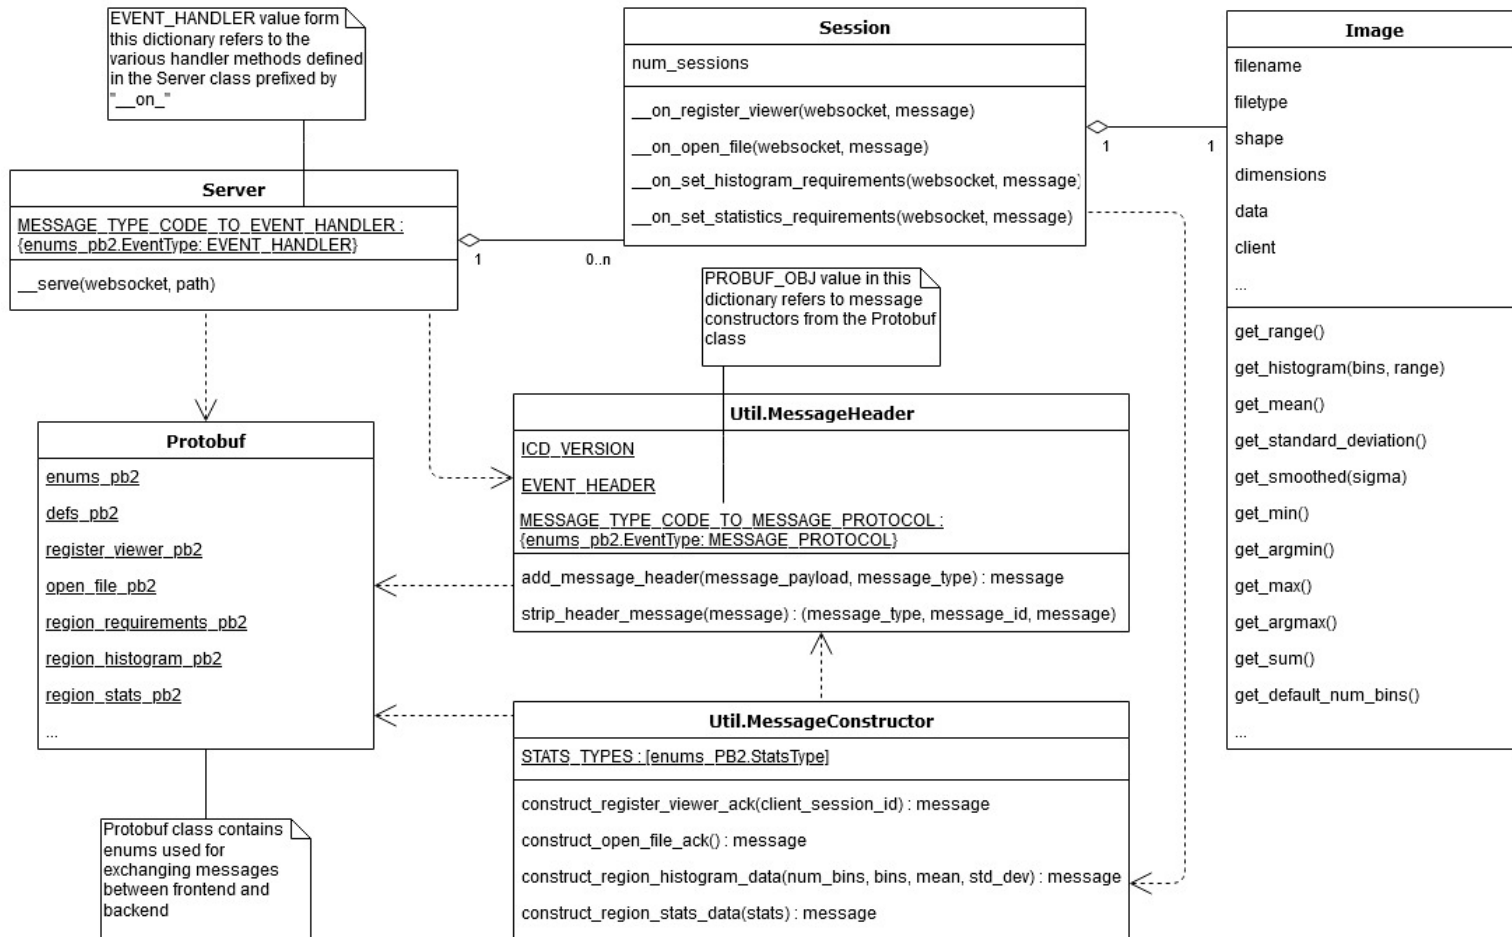 EVENT_HANDLER value form
this dictionary refers to the
various handler methods defined
in the Server class prefixed by
"__on_"
Session
num_sessions
__on_register_viewer(websocket, message)
__on_open_file(websocket, message)
__on_set_histogram_requirements(websocket, message)
__on_set_statistics_requirements(websocket, message)
Image
filename
filetype
shape
dimensions
data
client
...
get_range()
get_histogram(bins, range)
get_mean()
get_standard_deviation()
get_smoothed(sigma)
get_min()
get_argmin()
get_max()
get_argmax()
get_sum()
get_default_num_bins()
...
1
1
Server
MESSAGE_TYPE_CODE_TO_EVENT_HANDLER :
{enums_pb2.EventType: EVENT_HANDLER}
__serve(websocket, path)
1
0..n
PROBUF_OBJ value in this
dictionary refers to message
constructors from the Protobuf
class
Util.MessageHeader
ICD_VERSION
EVENT_HEADER
MESSAGE_TYPE_CODE_TO_MESSAGE_PROTOCOL :
{enums_pb2.EventType: MESSAGE_PROTOCOL}
add_message_header(message_payload, message_type) : message
strip_header_message(message) : (message_type, message_id, message)
Protobuf
enums_pb2
defs_pb2
register_viewer_pb2
open_file_pb2
region_requirements_pb2
region_histogram_pb2
region_stats_pb2
...
Util.MessageConstructor
STATS_TYPES : [enums_PB2.StatsType]
construct_register_viewer_ack(client_session_id) : message
construct_open_file_ack() : message
construct_region_histogram_data(num_bins, bins, mean, std_dev) : message
construct_region_stats_data(stats) : message
Protobuf class contains
enums used for
exchanging messages
between frontend and
backend